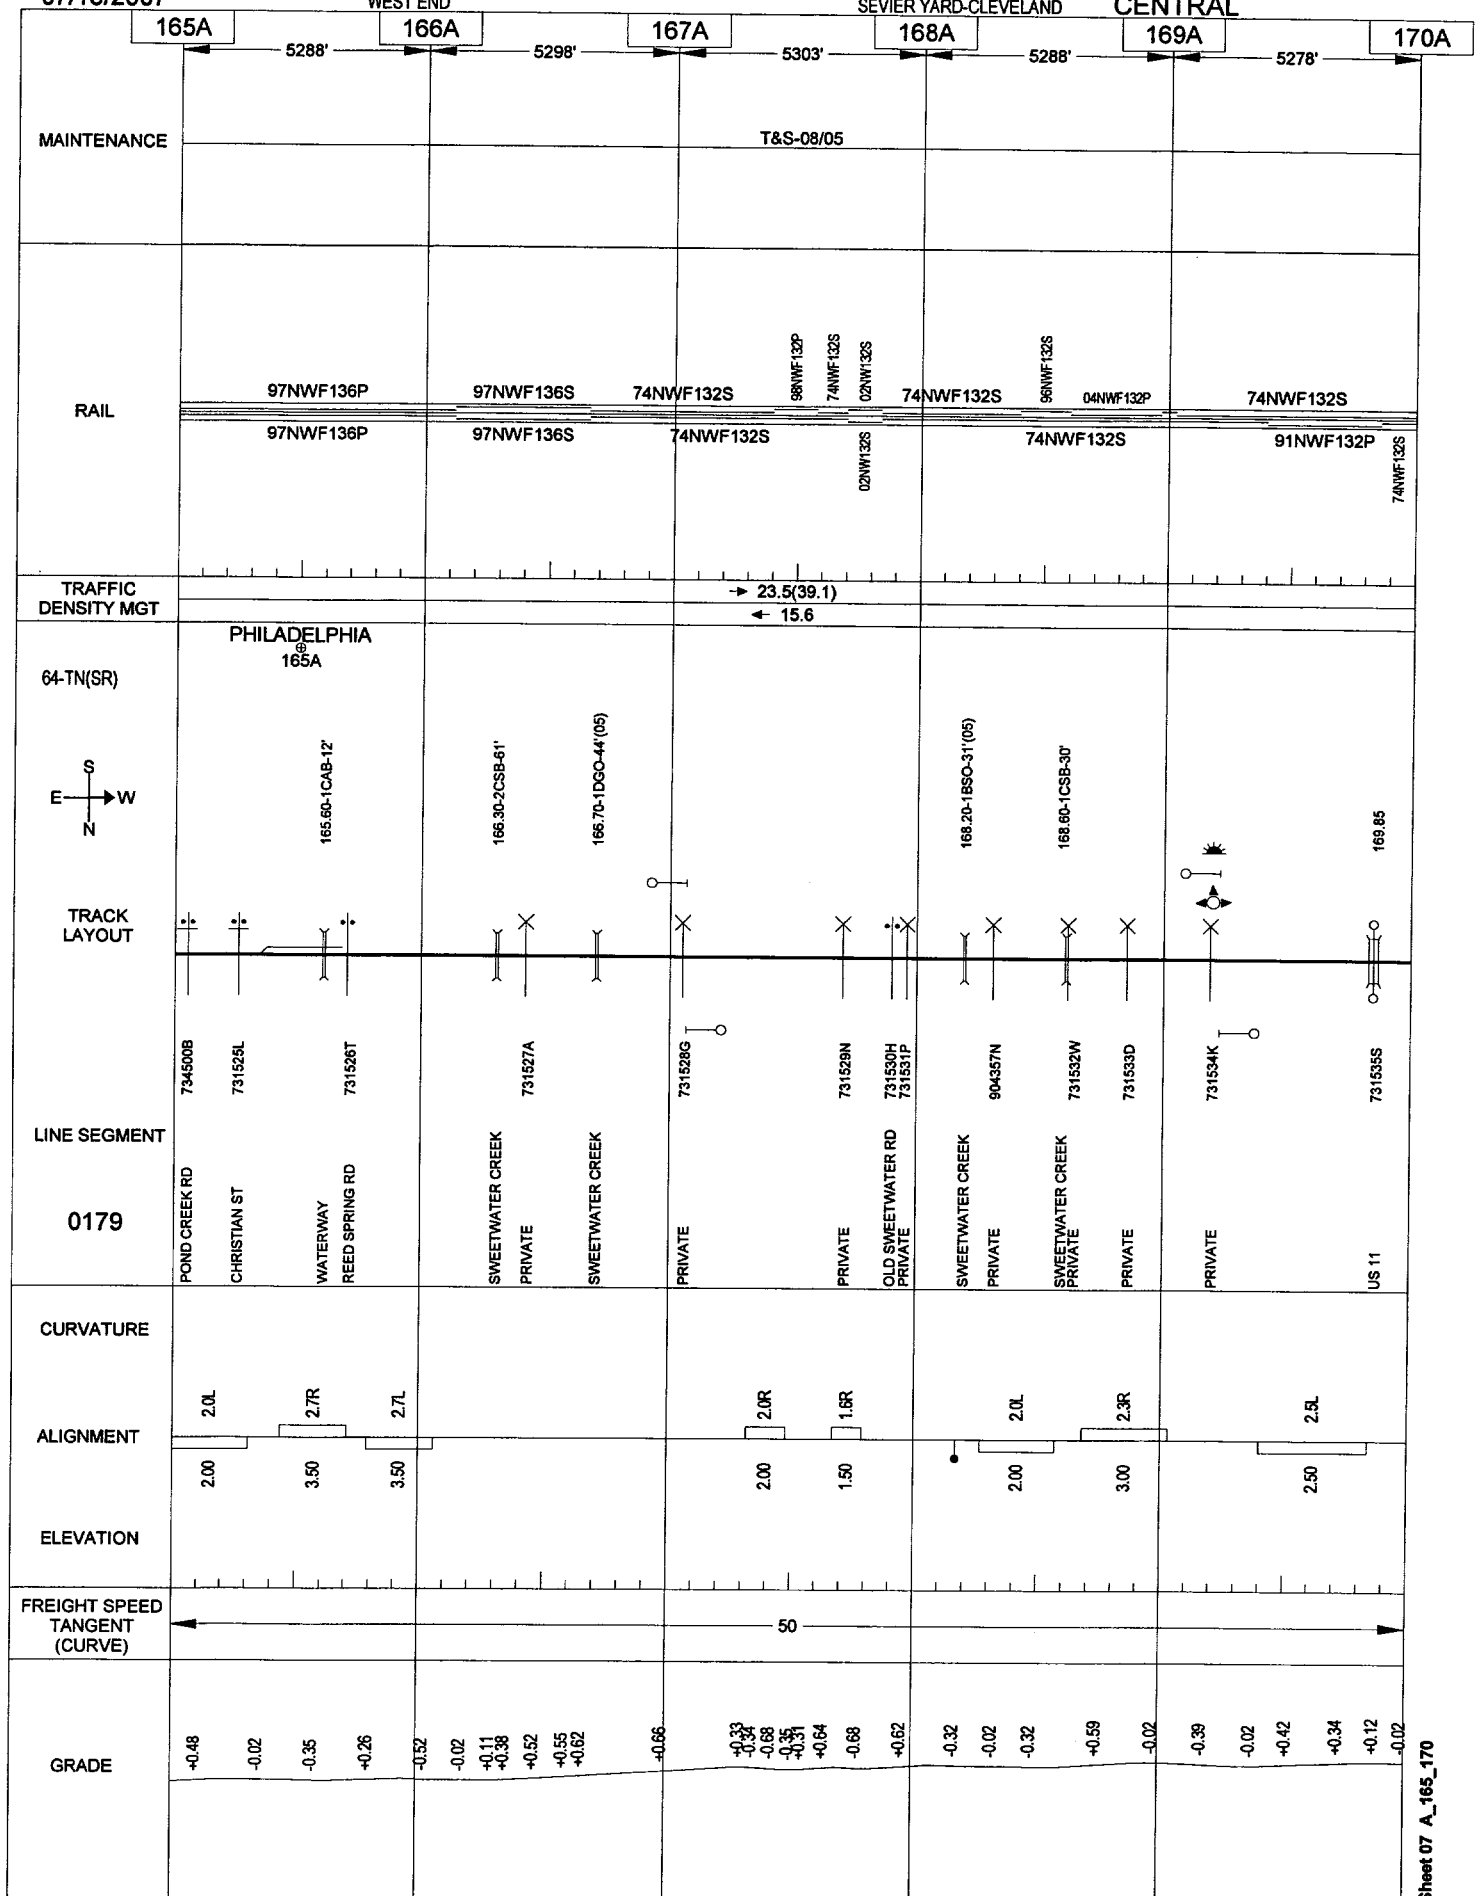 WEST END
SEVIER YARD-CLEVELAND
CENTRAL
165A
166A
167A
168A
169A
170A
5288'
5298'
5303'
5288'
5278'
MAINTENANCE
T&S-08/05
RAIL
97NWF136P
97NWF136S
74NWF132S
98NWF132P
74NWF132S
02NW132S
74NWF132S
96NWF132S
04NWF132P
74NWF132S
97NWF136P
97NWF136S
74NWF132S
02NW132S
74NWF132S
91NWF132P
74NWF132S
TRAFFIC
DENSITY MGT
23.5(39.1)
15.6
PHILADELPHIA
165A
64-TN(SR)
S
E
W
N
165.60-1CAB-12'
166.30-2CSB-61'
166.70-1DGO-44'(05)
168.20-1BSO-31'(05)
168.60-1CSB-30'
169.85
TRACK
LAYOUT
734500B
731525L
731526T
731527A
731528G
731529N
731530H
731531P
904357N
731532W
731533D
731534K
731535S
LINE SEGMENT
0179
POND CREEK RD
CHRISTIAN ST
WATERWAY
REED SPRING RD
SWEETWATER CREEK
PRIVATE
SWEETWATER CREEK
PRIVATE
PRIVATE
OLD SWEETWATER RD
PRIVATE
SWEETWATER CREEK
PRIVATE
SWEETWATER CREEK
PRIVATE
PRIVATE
PRIVATE
US 11
CURVATURE
2.0L
2.7R
2.7L
2.0R
1.6R
2.0L
2.3R
2.5L
ALIGNMENT
2.00
3.50
3.50
2.00
1.50
2.00
3.00
2.50
ELEVATION
FREIGHT SPEED
TANGENT
(CURVE)
50
GRADE
+0.48
-0.02
-0.35
+0.26
-0.52
-0.02
+0.11
+0.38
+0.52
+0.55
+0.62
+0.66
+0.33
-0.34
-0.68
-0.35
+0.31
+0.64
-0.68
+0.62
-0.32
-0.02
-0.32
+0.59
-0.02
-0.39
-0.02
+0.42
+0.34
+0.12
-0.02
Sheet 07 A_165_170